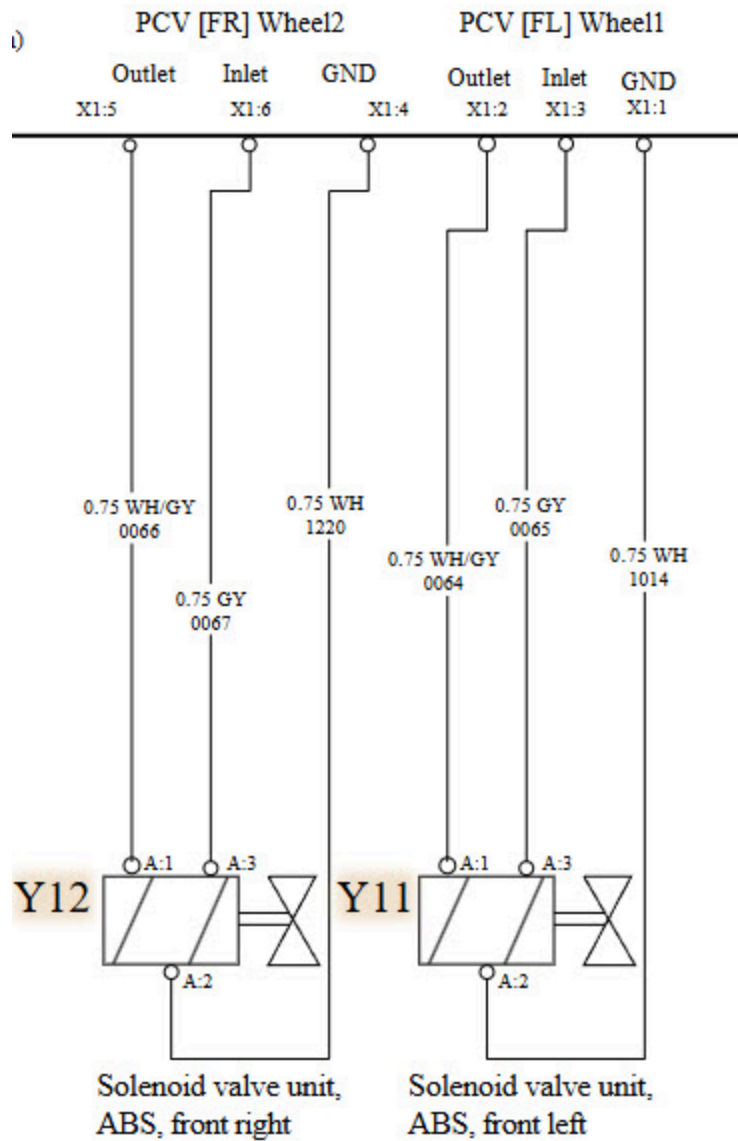 PCV [FR] Wheel2 PCV [FL] Wheel1
)
Outlet Inlet GND Outlet Inlet GND
X1:5 X1:6 X1:4 X1:2 X1:3 X1:1
0.75 WH/GY 0.75 WH 0.75 GY
0066 1220 0065
0.75 WH/GY 0.75 WH
0064 1014
0.75 GY
0067
A:1 A:3 A:1 A:3
Y12 Y11
A:2 A:2
Solenoid valve unit, Solenoid valve unit,
ABS, front right ABS, front left